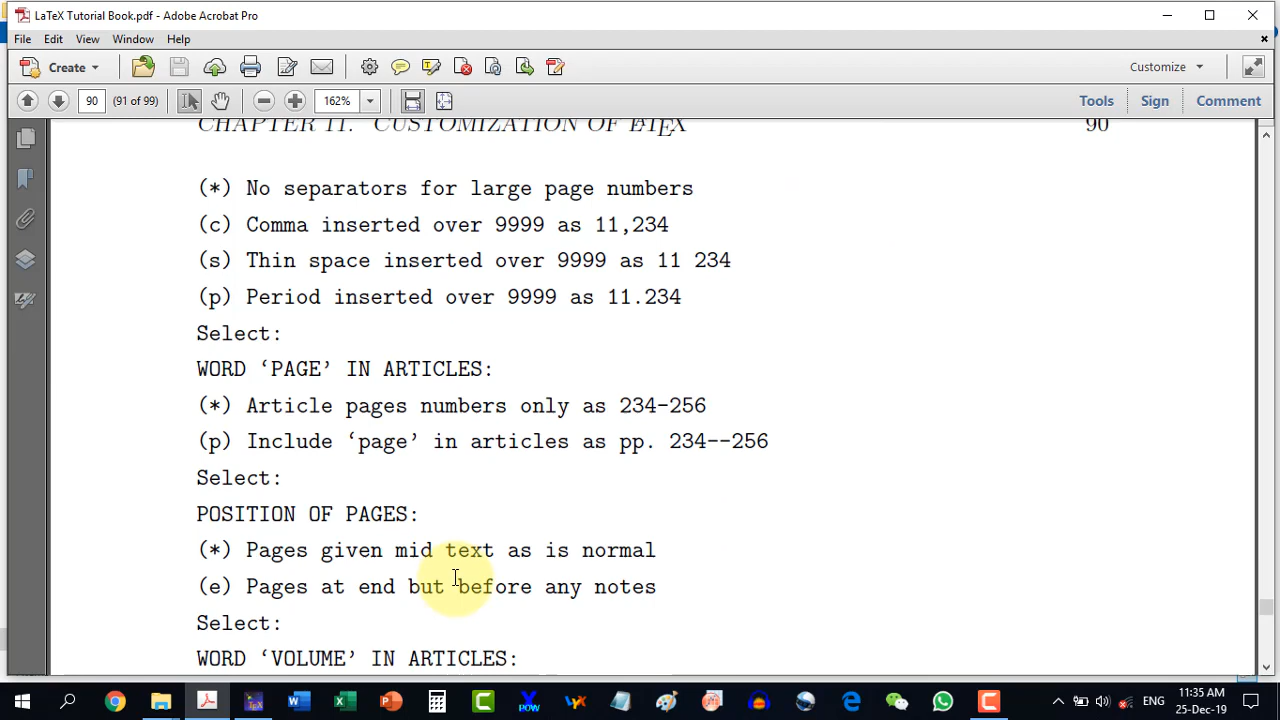 LaTeX Tutorial Book.pdf - Adobe Acrobat Pro
File Edit View Window Help
Create
Customize
90 (91 of 99) 162% Tools Sign Comment
CHAPTER 11. CUSTOMIZATION OF LATEX 90
(*) No separators for large page numbers
(c) Comma inserted over 9999 as 11,234
(s) Thin space inserted over 9999 as 11 234
(p) Period inserted over 9999 as 11.234
Select:
WORD ‘PAGE’ IN ARTICLES:
(*) Article pages numbers only as 234-256
(p) Include ‘page’ in articles as pp. 234--256
Select:
POSITION OF PAGES:
(*) Pages given mid text as is normal
(e) Pages at end but before any notes
Select:
WORD ‘VOLUME’ IN ARTICLES:
ENG
11:35 AM
25-Dec-19